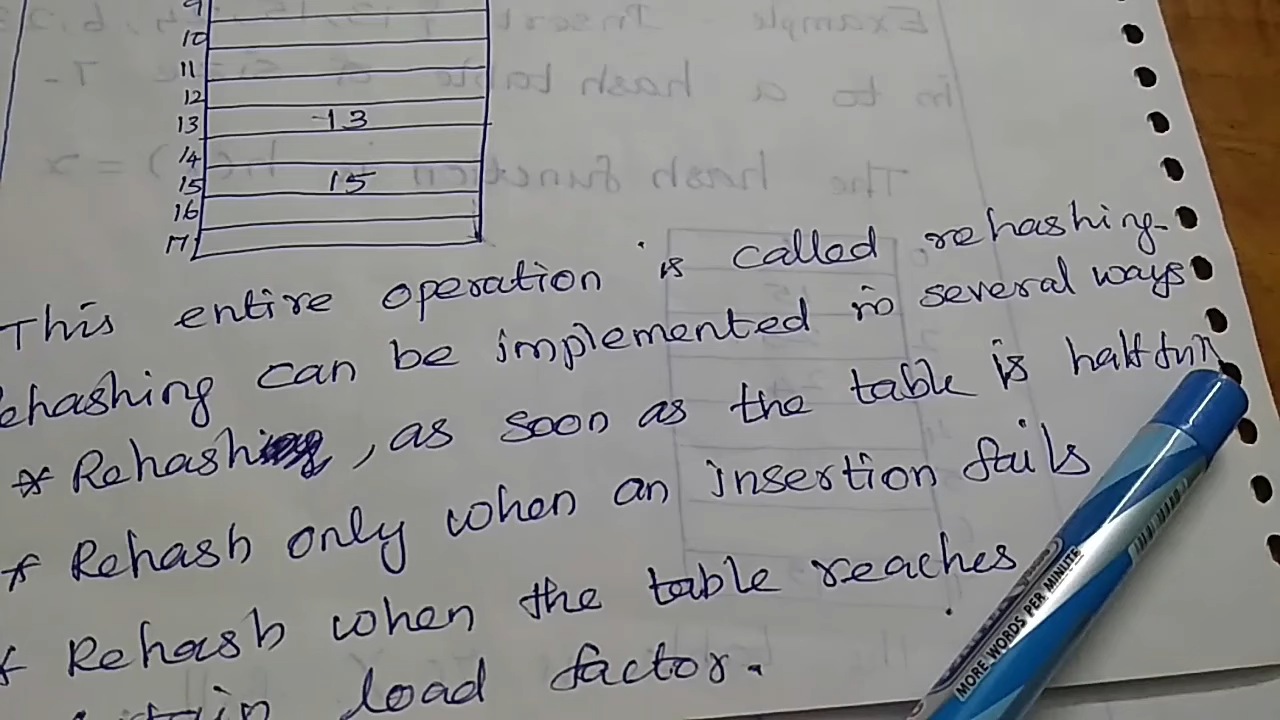 9
10
11
12
13 13
14
15 15
16
17
This entire operation is called rehashing.
ehashing can be implemented in several ways
* Rehash, as soon as the table is half full
* Rehash only when an insertion fails
* Rehash when the table reaches
load factor.
MORE WORDS PER MINUTE